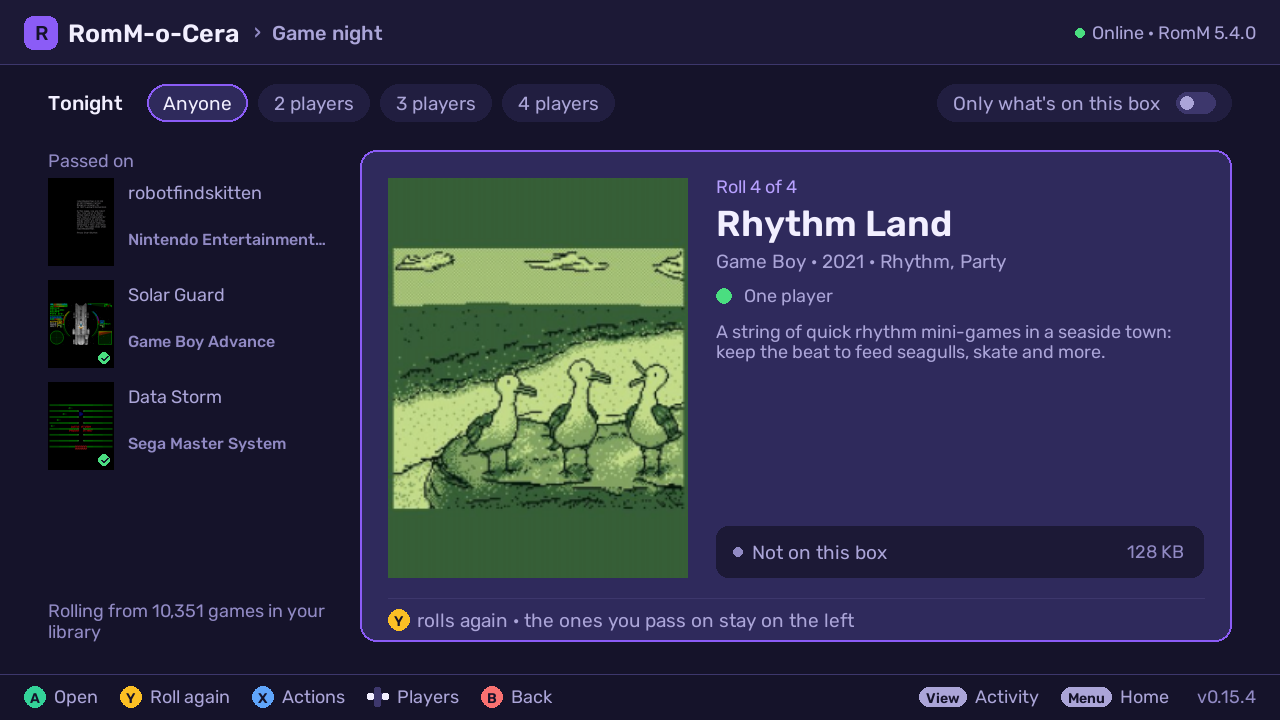 R RomM-o-Cera › Game night
Online • RomM 5.4.0
Tonight
Anyone
2 players
3 players
4 players
Only what's on this box
Passed on
robotfindskitten
Nintendo Entertainment…
Solar Guard
Game Boy Advance
Data Storm
Sega Master System
Rolling from 10,351 games in your
library
Roll 4 of 4
Rhythm Land
Game Boy • 2021 • Rhythm, Party
One player
A string of quick rhythm mini-games in a seaside town:
keep the beat to feed seagulls, skate and more.
Not on this box
128 KB
Y rolls again • the ones you pass on stay on the left
A Open
Y Roll again
X Actions
Players
B Back
View Activity
Menu Home
v0.15.4